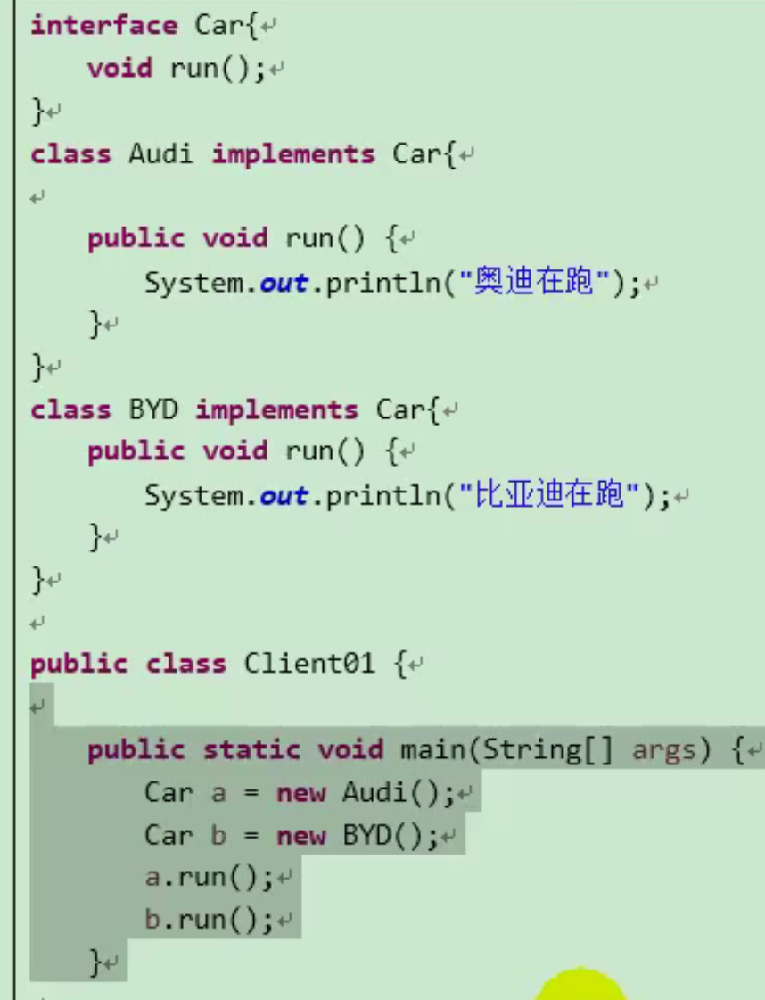 interface Car{↵
void run();↵
}↵
class Audi implements Car{↵
↵
public void run() {↵
System.out.println("奥迪在跑");↵
}↵
}↵
class BYD implements Car{↵
public void run() {↵
System.out.println("比亚迪在跑");↵
}↵
}↵
↵
public class Client01 {↵
↵
public static void main(String[] args) {↵
Car a = new Audi();↵
Car b = new BYD();↵
a.run();↵
b.run();↵
}↵